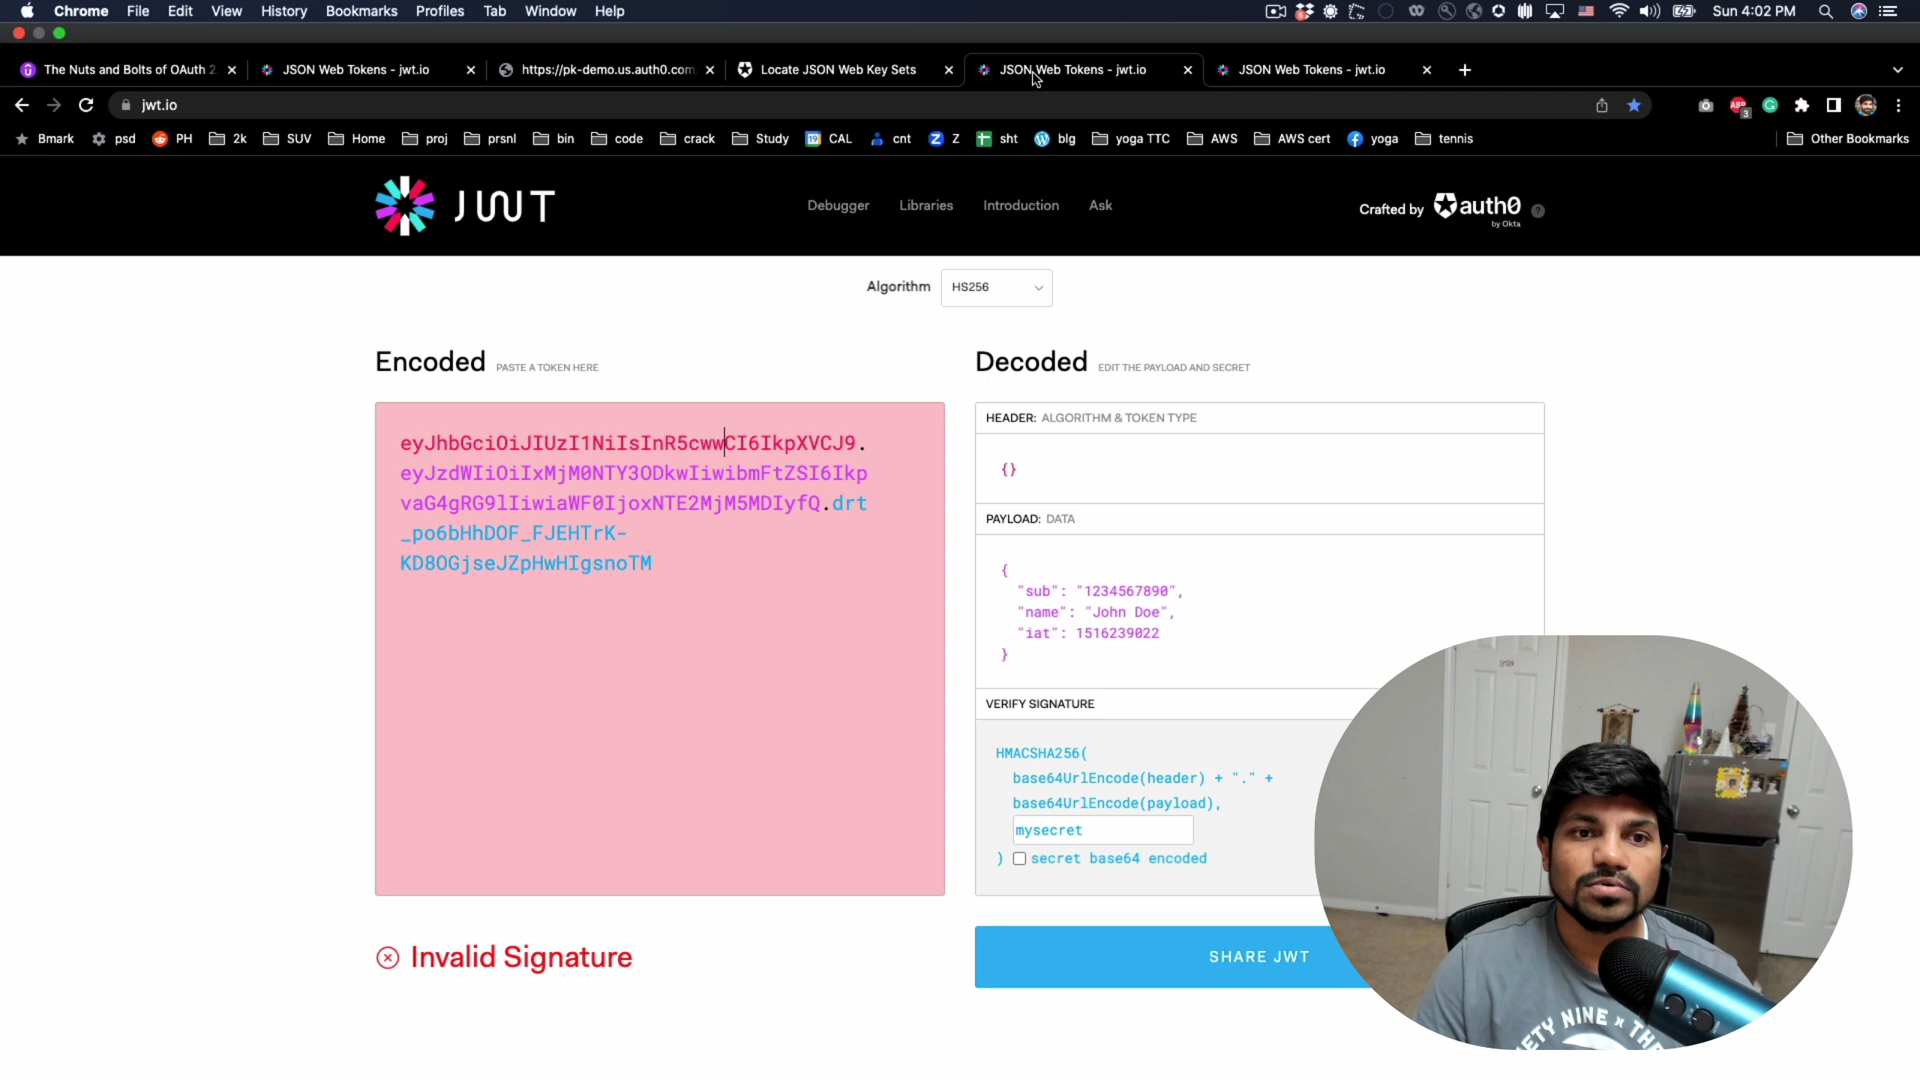 Chrome File Edit View History Bookmarks Profiles Tab Window Help Sun 4:02 PM
The Nuts and Bolts of OAuth 2. JSON Web Tokens - jwt.io https://pk-demo.us.auth0.com Locate JSON Web Key Sets JSON Web Tokens - jwt.io JSON Web Tokens - jwt.io
jwt.io ABP 3
Bmark psd PH 2k SUV Home proj prsnl bin code crack Study CAL cnt Z sht blg yoga TTC AWS AWS cert yoga tennis Other Bookmarks
JWT Debugger Libraries Introduction Ask Crafted by auth0
by Okta
Algorithm HS256
Encoded PASTE A TOKEN HERE
eyJhbGciOiJIUzI1NiIsInR5cwwCI6IkpXVCJ9.
eyJzdWIiOiIxMjM0NTY3ODkwIiwibmFtZSI6Ikp
vaG4gRG9lIiwiaWF0IjoxNTE2MjM5MDIyfQ.drt
_po6bHhDOF_FJEHTrK-
KD8OGjseJZpHwHIgsnoTM
Invalid Signature
Decoded EDIT THE PAYLOAD AND SECRET
HEADER: ALGORITHM & TOKEN TYPE
{}
PAYLOAD: DATA
{
"sub": "1234567890",
"name": "John Doe",
"iat": 1516239022
}
VERIFY SIGNATURE
HMACSHA256(
base64UrlEncode(header) + "." +
base64UrlEncode(payload),
mysecret
) secret base64 encoded
SHARE JWT